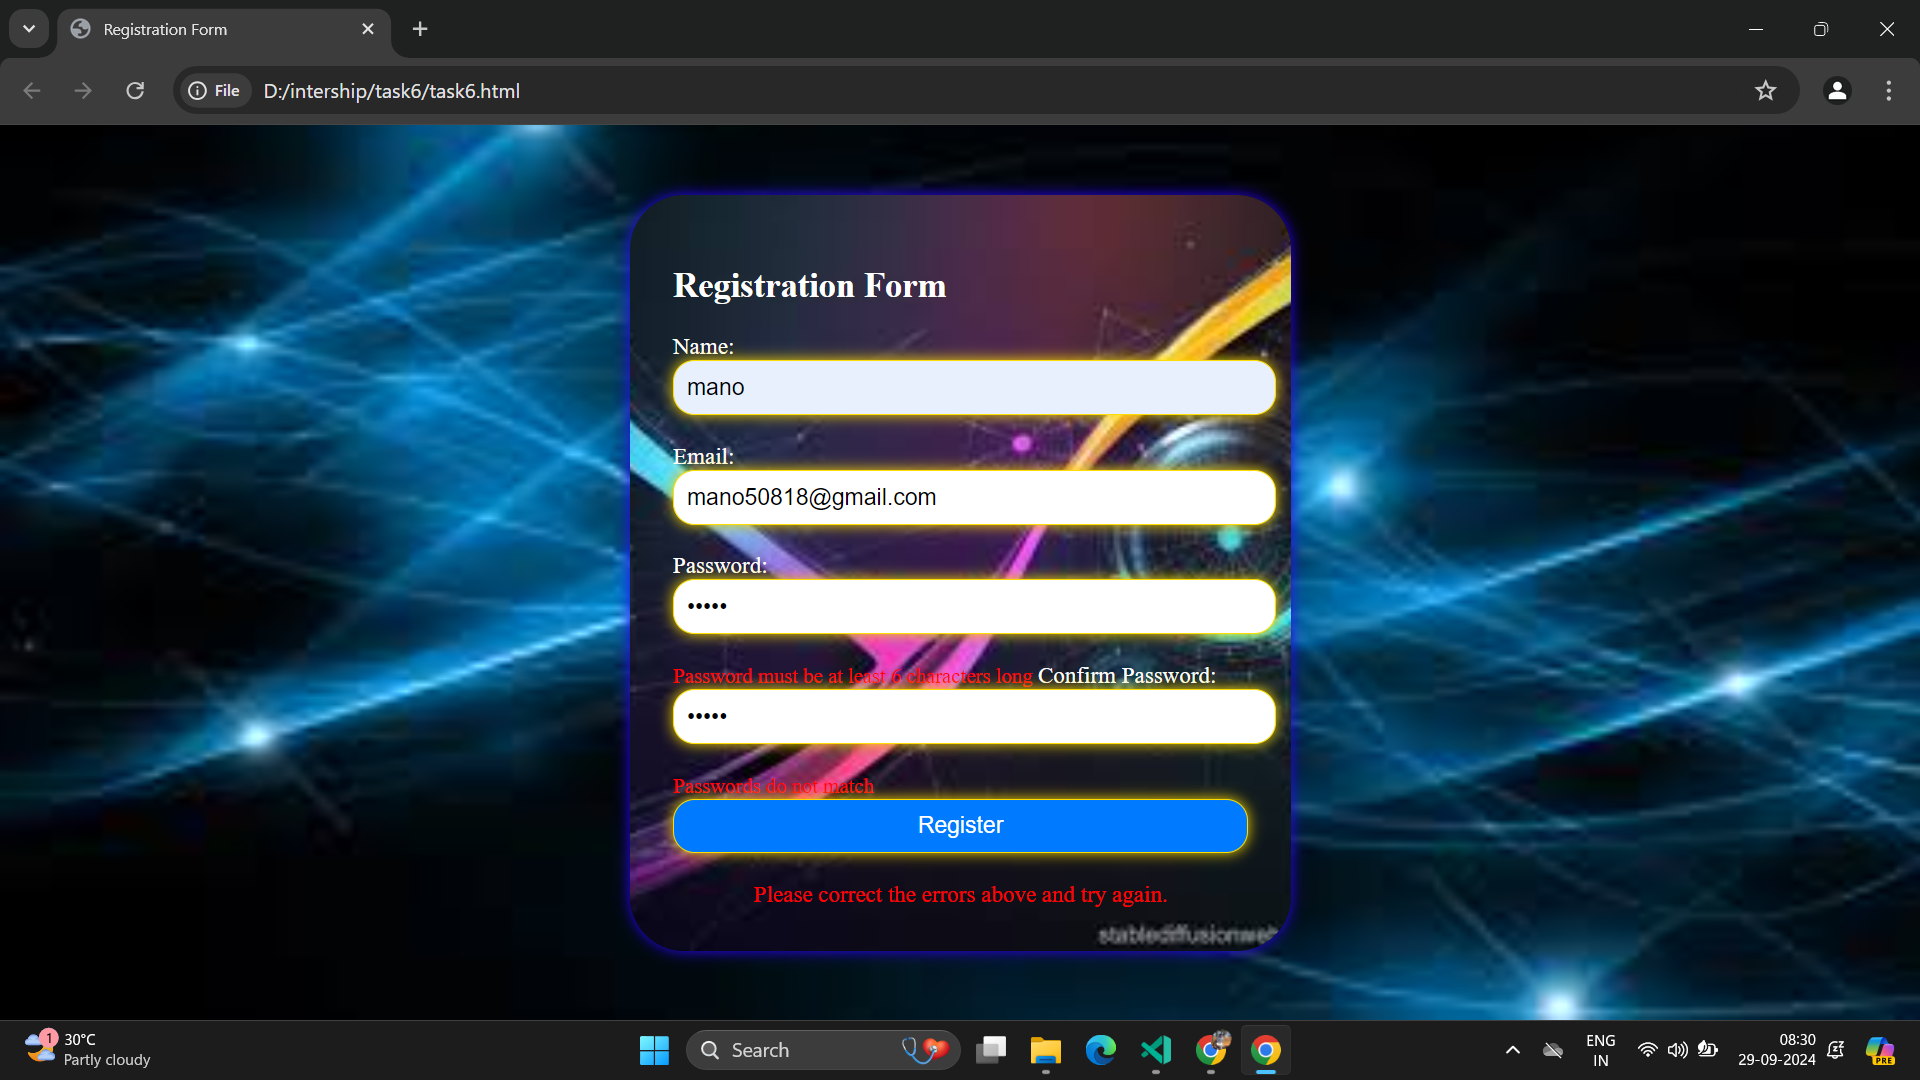 Registration Form
File
D:/intership/task6/task6.html
Registration Form
Name:
mano
Email:
mano50818@gmail.com
Password:
•••••
Password must be at least 6 characters long Confirm Password:
•••••
Passwords do not match
Register
Please correct the errors above and try again.
stablediffusionweb
1
30°C
Partly cloudy
Search
ENG
IN
08:30
29-09-2024
PRE